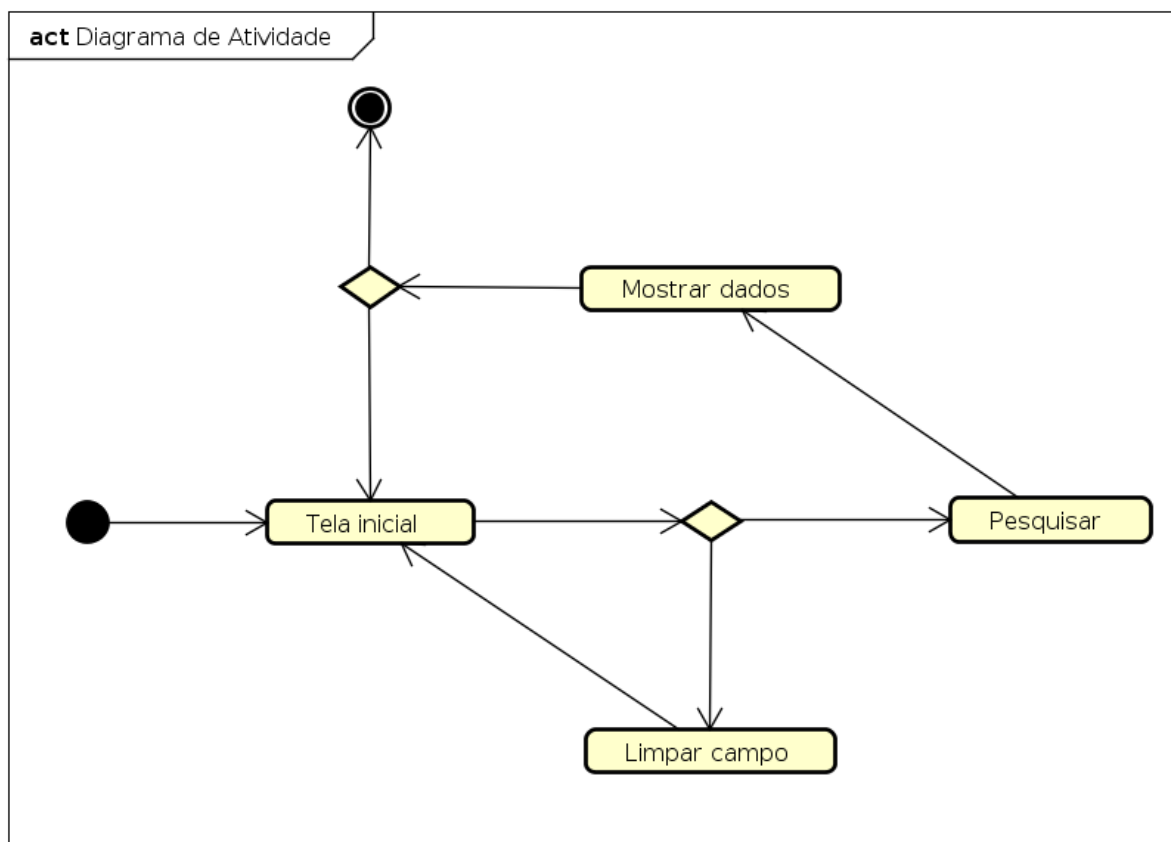 act Diagrama de Atividade
Mostrar dados
Tela inicial
Pesquisar
Limpar campo